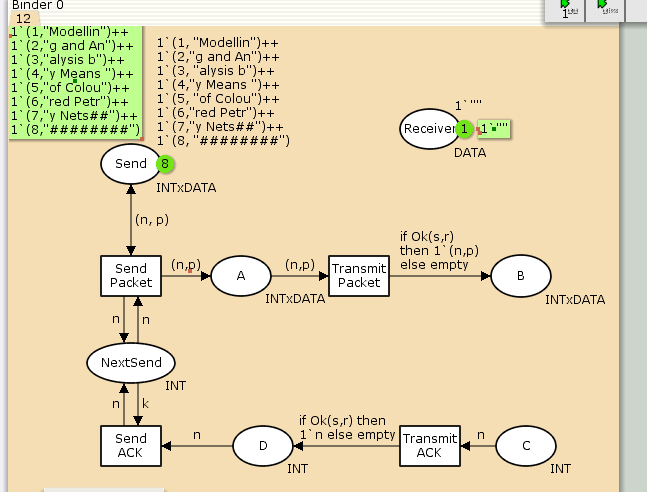 Binder 0
12
1`(1,"Modellin")++
1`(2,"g and An")++
1`(3,"alysis b")++
1`(4,"y Means ")++
1`(5,"of Colou")++
1`(6,"red Petr")++
1`(7,"y Nets##")++
1`(8,"########")
1`(1, "Modellin")++
1`(2,"g and An")++
1`(3, "alysis b")++
1`(4,"y Means ")++
1`(5, "of Colou")++
1`(6,"red Petr")++
1`(7,"y Nets##")++
1`(8, "########")
1`""
Receiver
1
1`""
DATA
Send
8
INTxDATA
(n, p)
Send
Packet
(n,p)
A
INTxDATA
(n,p)
Transmit
Packet
if Ok(s,r)
then 1`(n,p)
else empty
B
INTxDATA
n
n
NextSend
INT
n
k
Send
ACK
n
D
INT
if Ok(s,r) then
1`n else empty
Transmit
ACK
n
C
INT